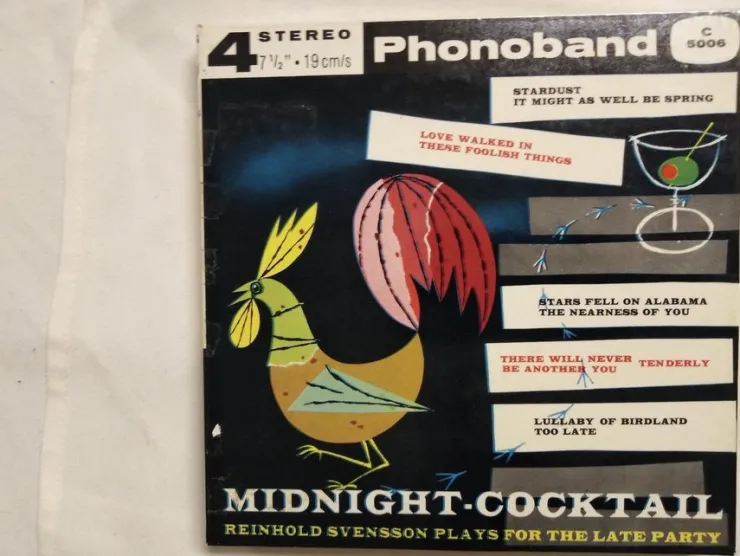 4 STEREO
7 1/2" • 19 cm/s
Phonoband
C
5006
STARDUST
IT MIGHT AS WELL BE SPRING
LOVE WALKED IN
THESE FOOLISH THINGS
STARS FELL ON ALABAMA
THE NEARNESS OF YOU
THERE WILL NEVER
BE ANOTHER YOU
TENDERLY
LULLABY OF BIRDLAND
TOO LATE
MIDNIGHT-COCKTAIL
REINHOLD SVENSSON PLAYS FOR THE LATE PARTY